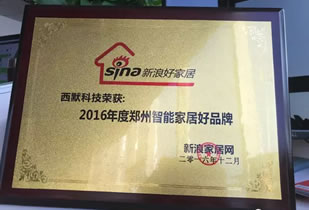 sina新浪好家居
西默科技荣获:
2016年度郑州智能家居好品牌
新浪家居网
二零一六年十二月